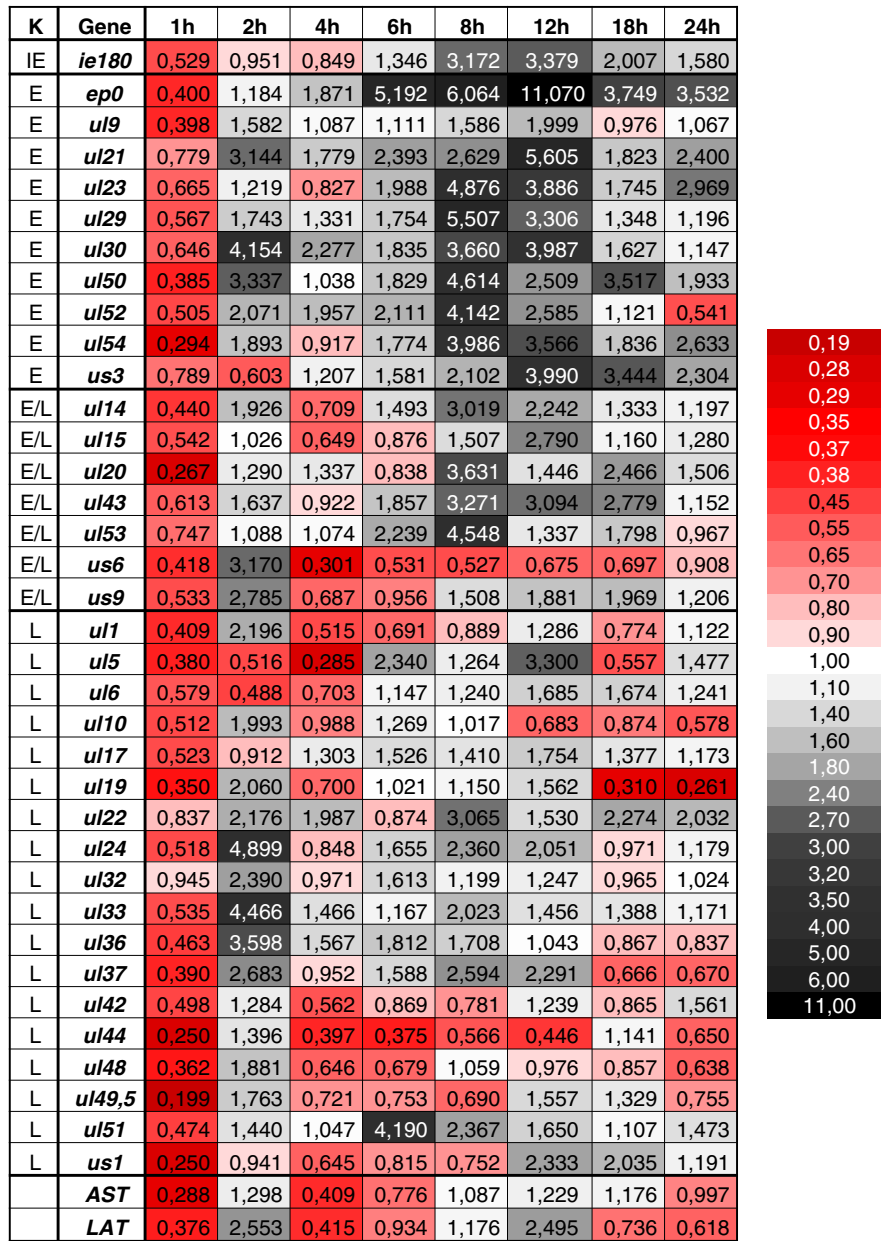 K Gene 1h 2h 4h 6h 8h 12h 18h 24h
IE ie180 0,529 0,951 0,849 1,346 3,172 3,379 2,007 1,580
E ep0 0,400 1,184 1,871 5,192 6,064 11,070 3,749 3,532
E ul9 0,398 1,582 1,087 1,111 1,586 1,999 0,976 1,067
E ul21 0,779 3,144 1,779 2,393 2,629 5,605 1,823 2,400
E ul23 0,665 1,219 0,827 1,988 4,876 3,886 1,745 2,969
E ul29 0,567 1,743 1,331 1,754 5,507 3,306 1,348 1,196
E ul30 0,646 4,154 2,277 1,835 3,660 3,987 1,627 1,147
E ul50 0,385 3,337 1,038 1,829 4,614 2,509 3,517 1,933
E ul52 0,505 2,071 1,957 2,111 4,142 2,585 1,121 0,541
E ul54 0,294 1,893 0,917 1,774 3,986 3,566 1,836 2,633
E us3 0,789 0,603 1,207 1,581 2,102 3,990 3,444 2,304
E/L ul14 0,440 1,926 0,709 1,493 3,019 2,242 1,333 1,197
E/L ul15 0,542 1,026 0,649 0,876 1,507 2,790 1,160 1,280
E/L ul20 0,267 1,290 1,337 0,838 3,631 1,446 2,466 1,506
E/L ul43 0,613 1,637 0,922 1,857 3,271 3,094 2,779 1,152
E/L ul53 0,747 1,088 1,074 2,239 4,548 1,337 1,798 0,967
E/L us6 0,418 3,170 0,301 0,531 0,527 0,675 0,697 0,908
E/L us9 0,533 2,785 0,687 0,956 1,508 1,881 1,969 1,206
L ul1 0,409 2,196 0,515 0,691 0,889 1,286 0,774 1,122
L ul5 0,380 0,516 0,285 2,340 1,264 3,300 0,557 1,477
L ul6 0,579 0,488 0,703 1,147 1,240 1,685 1,674 1,241
L ul10 0,512 1,993 0,988 1,269 1,017 0,683 0,874 0,578
L ul17 0,523 0,912 1,303 1,526 1,410 1,754 1,377 1,173
L ul19 0,350 2,060 0,700 1,021 1,150 1,562 0,310 0,261
L ul22 0,837 2,176 1,987 0,874 3,065 1,530 2,274 2,032
L ul24 0,518 4,899 0,848 1,655 2,360 2,051 0,971 1,179
L ul32 0,945 2,390 0,971 1,613 1,199 1,247 0,965 1,024
L ul33 0,535 4,466 1,466 1,167 2,023 1,456 1,388 1,171
L ul36 0,463 3,598 1,567 1,812 1,708 1,043 0,867 0,837
L ul37 0,390 2,683 0,952 1,588 2,594 2,291 0,666 0,670
L ul42 0,498 1,284 0,562 0,869 0,781 1,239 0,865 1,561
L ul44 0,250 1,396 0,397 0,375 0,566 0,446 1,141 0,650
L ul48 0,362 1,881 0,646 0,679 1,059 0,976 0,857 0,638
L ul49,5 0,199 1,763 0,721 0,753 0,690 1,557 1,329 0,755
L ul51 0,474 1,440 1,047 4,190 2,367 1,650 1,107 1,473
L us1 0,250 0,941 0,645 0,815 0,752 2,333 2,035 1,191
AST 0,288 1,298 0,409 0,776 1,087 1,229 1,176 0,997
LAT 0,376 2,553 0,415 0,934 1,176 2,495 0,736 0,618
0,19
0,28
0,29
0,35
0,37
0,38
0,45
0,55
0,65
0,70
0,80
0,90
1,00
1,10
1,40
1,60
1,80
2,40
2,70
3,00
3,20
3,50
4,00
5,00
6,00
11,00